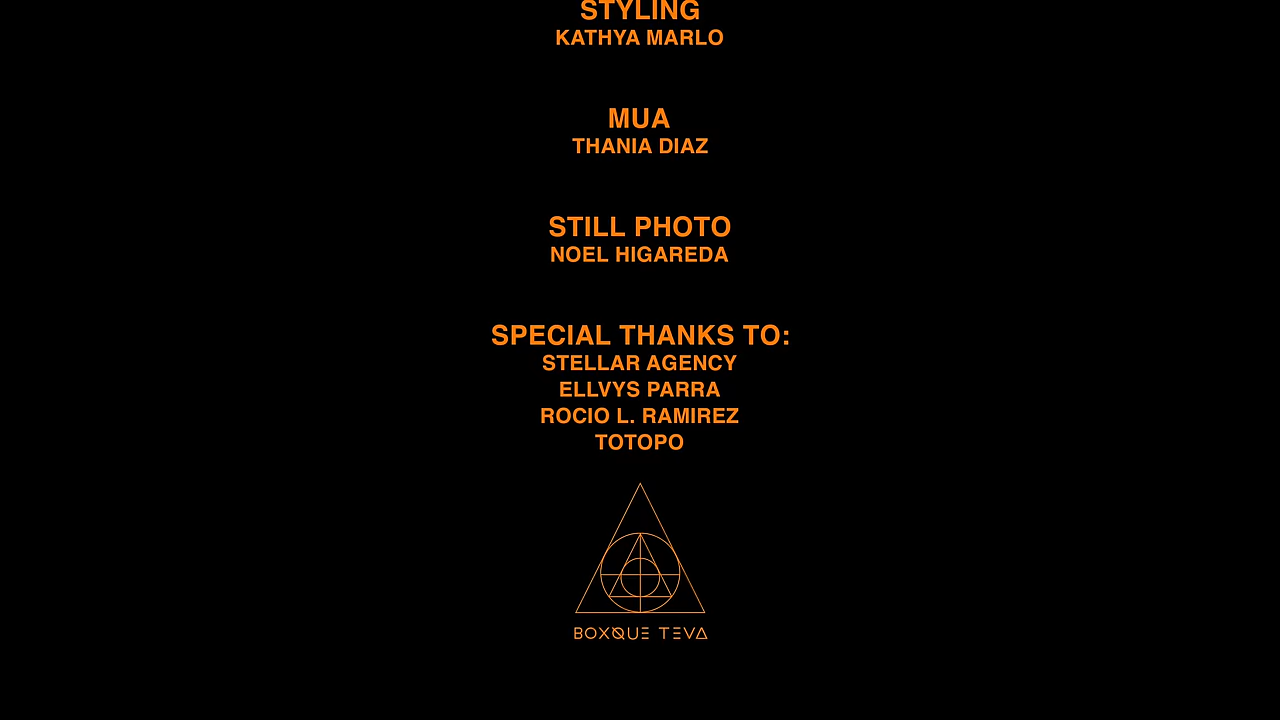 STYLING
KATHYA MARLO
MUA
THANIA DIAZ
STILL PHOTO
NOEL HIGAREDA
SPECIAL THANKS TO:
STELLAR AGENCY
ELLVYS PARRA
ROCIO L. RAMIREZ
TOTOPO
BOXQUE TEVA